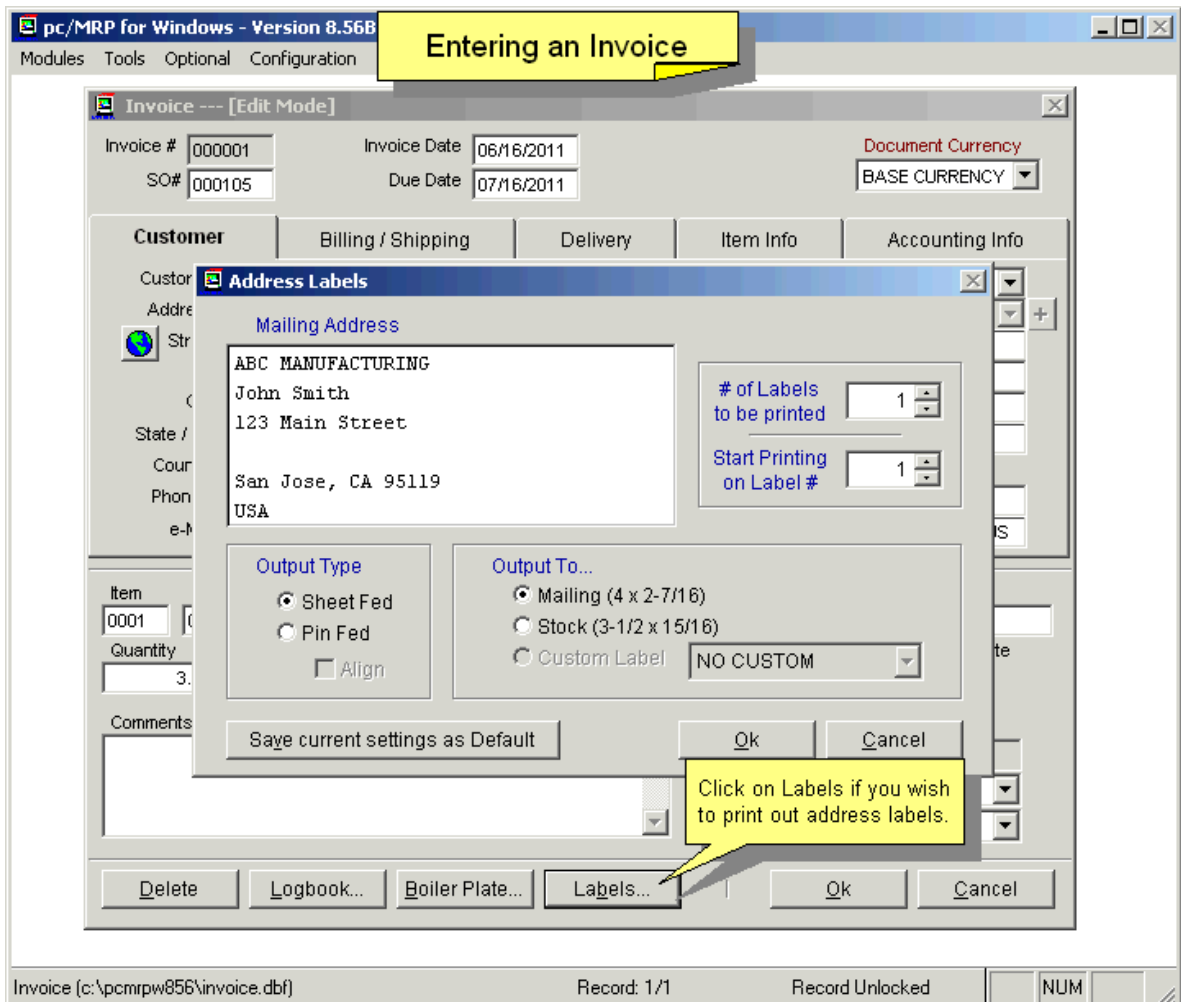 pc/MRP for Windows - Version 8.56B
Entering an Invoice
Modules Tools Optional Configuration
Invoice --- [Edit Mode]
Invoice # 000001 Invoice Date 06/16/2011 Document Currency
SO# 000105 Due Date 07/16/2011 BASE CURRENCY
Customer Billing / Shipping Delivery Item Info Accounting Info
Address Labels
Mailing Address
ABC MANUFACTURING
John Smith
123 Main Street
San Jose, CA 95119
USA
# of Labels
to be printed 1
Start Printing
on Label # 1
State /
Output Type
Sheet Fed
Pin Fed
Align
Output To...
Mailing (4 x 2-7/16)
Stock (3-1/2 x 15/16)
Custom Label NO CUSTOM
Item
0001
Quantity
3.
Comments
Save current settings as Default Ok Cancel
Click on Labels if you wish
to print out address labels.
Delete Logbook... Boiler Plate... Labels... Ok Cancel
Invoice (c:\pcmrpw856\invoice.dbf) Record: 1/1 Record Unlocked NUM